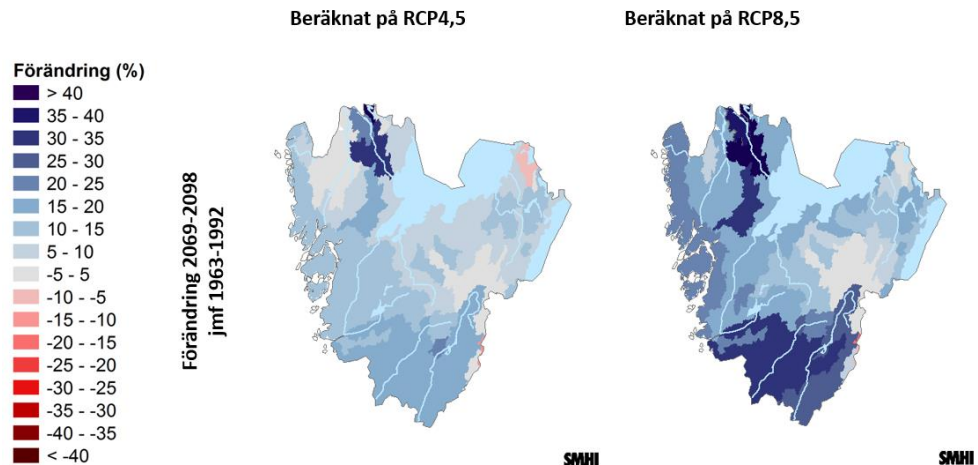 Beräknat på RCP4,5
Beräknat på RCP8,5
Förändring (%)
> 40
35 - 40
30 - 35
25 - 30
20 - 25
15 - 20
10 - 15
5 - 10
-5 - 5
-10 - -5
-15 - -10
-20 - -15
-25 - -20
-30 - -25
-35 - -30
-40 - -35
< -40
Förändring 2069-2098
jmf 1963-1992
SMHI
SMHI